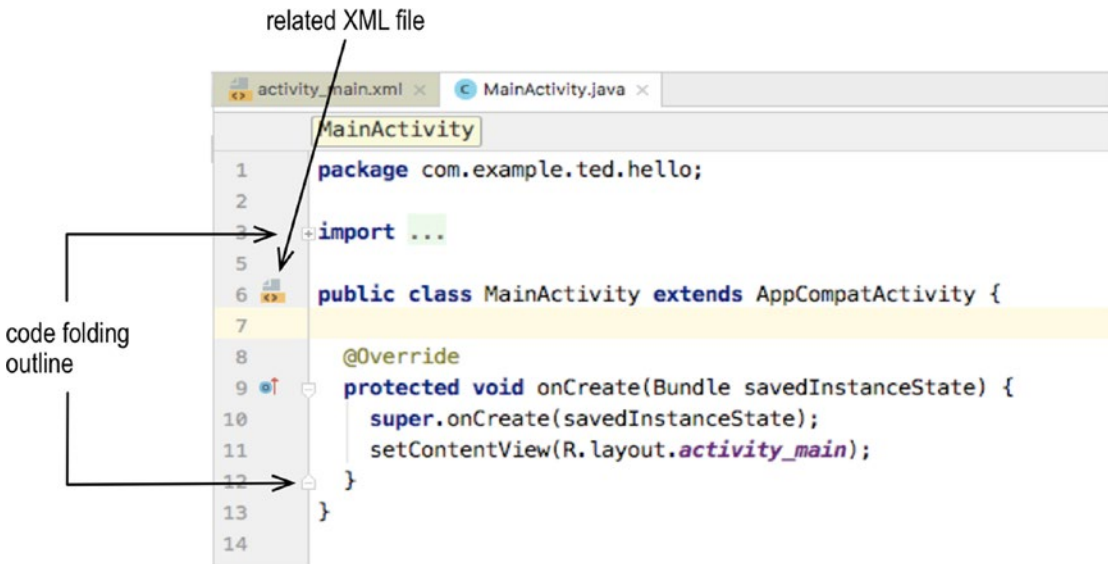 related XML file
activity_main.xml × C MainActivity.java ×
MainActivity
1 package com.example.ted.hello;
2
3 import ...
5
6 public class MainActivity extends AppCompatActivity {
7
code folding
outline
8 @Override
9 protected void onCreate(Bundle savedInstanceState) {
10 super.onCreate(savedInstanceState);
11 setContentView(R.layout.activity_main);
12 }
13 }
14